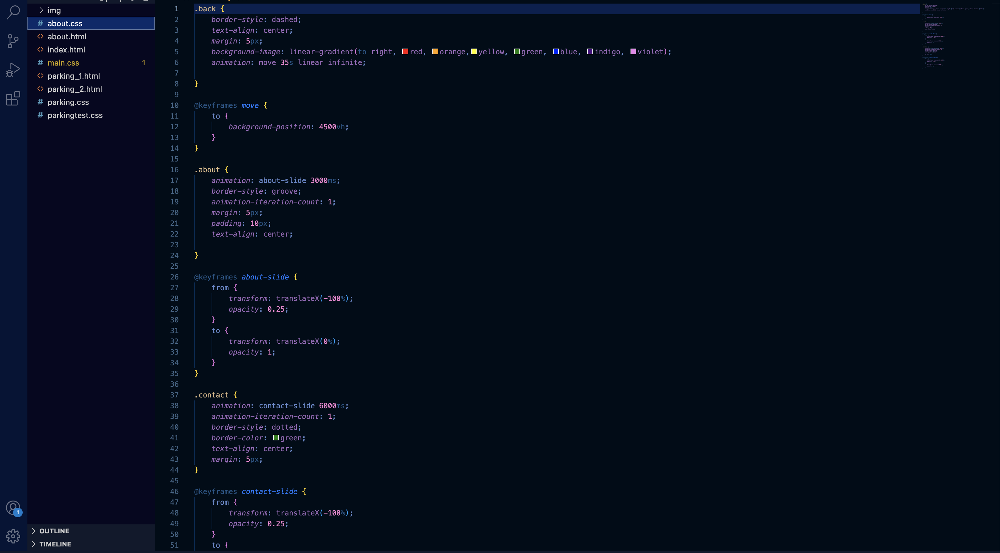 img
# about.css
<> about.html
<> index.html
# main.css 1
<> parking_1.html
<> parking_2.html
# parking.css
# parkingtest.css
1
OUTLINE
TIMELINE
1 .back {
2     border-style: dashed;
3     text-align: center;
4     margin: 5px;
5     background-image: linear-gradient(to right, red, orange,yellow, green, blue, indigo, violet);
6     animation: move 35s linear infinite;
7
8 }
9
10 @keyframes move {
11     to {
12         background-position: 4500vh;
13     }
14 }
15
16 .about {
17     animation: about-slide 3000ms;
18     border-style: groove;
19     animation-iteration-count: 1;
20     margin: 5px;
21     padding: 10px;
22     text-align: center;
23
24 }
25
26 @keyframes about-slide {
27     from {
28         transform: translateX(-100%);
29         opacity: 0.25;
30     }
31     to {
32         transform: translateX(0%);
33         opacity: 1;
34     }
35 }
36
37 .contact {
38     animation: contact-slide 6000ms;
39     animation-iteration-count: 1;
40     border-style: dotted;
41     border-color: green;
42     text-align: center;
43     margin: 5px;
44 }
45
46 @keyframes contact-slide {
47     from {
48         transform: translateX(-100%);
49         opacity: 0.25;
50     }
51     to {